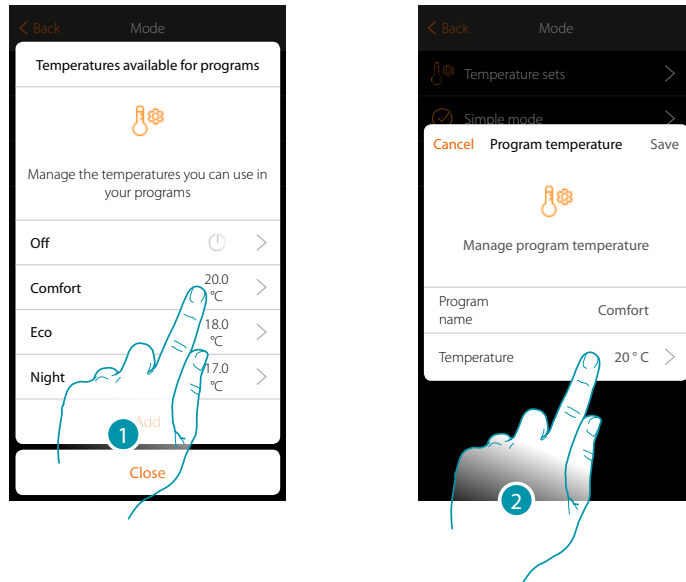 Back Mode
Temperatures available for programs
Manage the temperatures you can use in
your programs
Off
Comfort 20.0
°C
Eco 18.0
°C
Night 17.0
°C
Add
1
Close
Back Mode
Temperature sets
Simple mode
Cancel Program temperature Save
Manage program temperature
Program
name
Comfort
Temperature 20 ° C
2